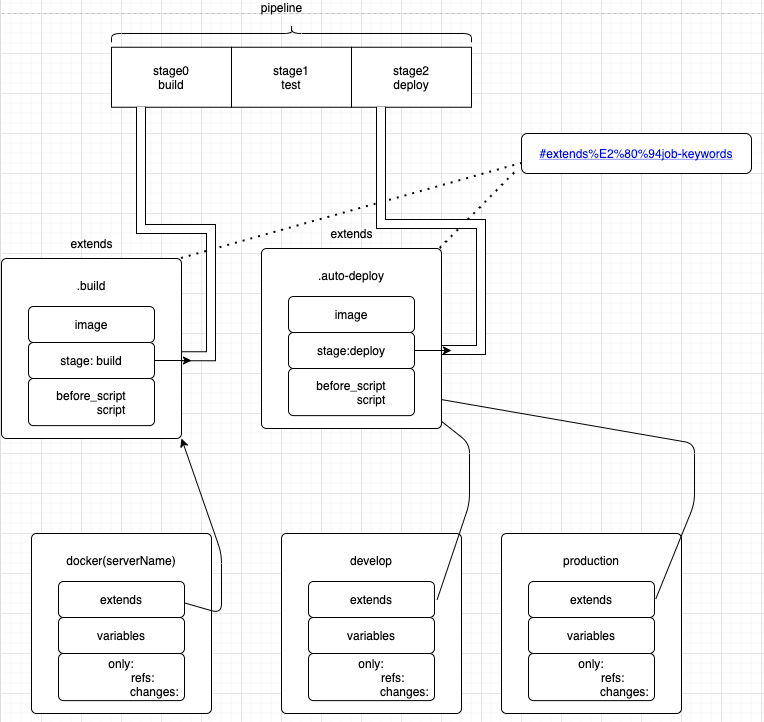 pipeline
stage0
build
stage1
test
stage2
deploy
#extends%E2%80%94job-keywords
extends
.build
image
stage: build
before_script
script
extends
.auto-deploy
image
stage:deploy
before_script
script
docker(serverName)
extends
variables
only:
refs:
changes:
develop
extends
variables
only:
refs:
changes:
production
extends
variables
only:
refs:
changes: